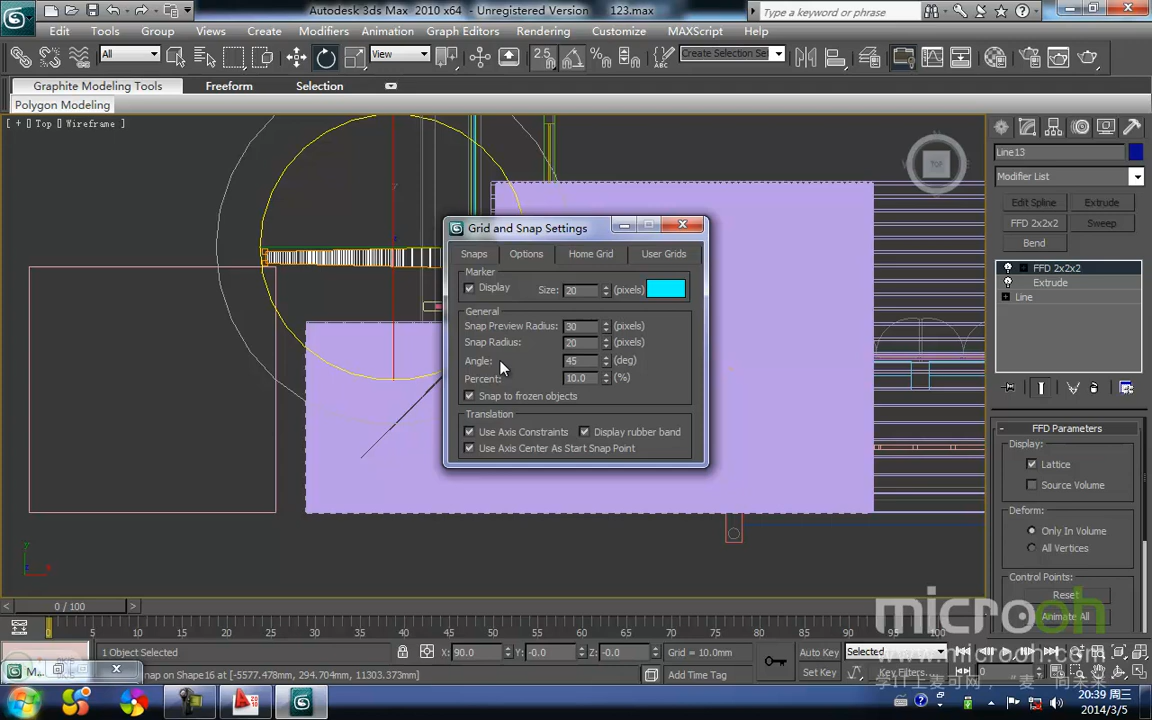 Autodesk 3ds Max 2010 x64 - Unregistered Version 123.max
Type a keyword or phrase
Edit Tools Group Views Create Modifiers Animation Graph Editors Rendering Customize MAXScript Help
All View 2.5 Create Selection Set
Graphite Modeling Tools Freeform Selection
Polygon Modeling
[ + [] Top [] Wireframe ]
TOP
Line13
Modifier List
Edit Spline Extrude
FFD 2x2x2 Sweep
Bend
FFD 2x2x2
Extrude
Line
Grid and Snap Settings
Snaps Options Home Grid User Grids
Marker
Display Size: 20 (pixels)
General
Snap Preview Radius: 30 (pixels)
Snap Radius: 20 (pixels)
Angle: 45 (deg)
Percent: 10.0 (%)
Snap to frozen objects
Translation
Use Axis Constraints Display rubber band
Use Axis Center As Start Snap Point
- FFD Parameters
Display:
Lattice
Source Volume
Deform:
Only In Volume
All Vertices
Control Points:
Reset
Animate All
microoh
www.microoh.com
0 / 100
0 5 10 15 20 25 30 35 40 45 50 55 60 65 70 75 80 85 90 95 100
1 Object Selected X: 90.0 Y: -0.0 Z: -0.0 Grid = 10.0mm Auto Key Selected
Snap on Shape16 at [-5577.478mm, 294.704mm, 11303.373mm] Add Time Tag Set Key Key Filters... 0
20:39 周三
2014/3/5